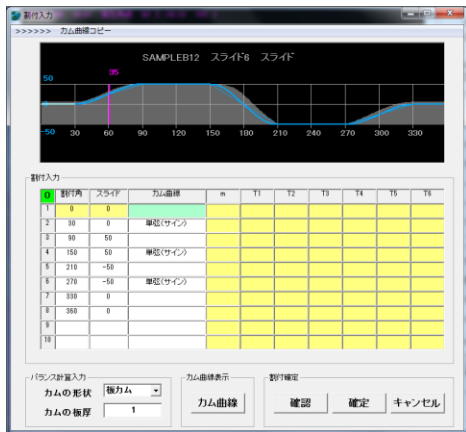 割付入力
>>>>>> カム曲線コピー
SAMPLEB12 スライド6 スライド
35
50
0
-50 30 60 90 120 150 180 210 240 270 300 330
割付入力
0 割付角 スライド カム曲線 m T1 T2 T3 T4 T5 T6
1 0 0
2 30 0 単弦(サイン)
3 90 50
4 150 50 単弦(サイン)
5 210 -50
6 270 -50 単弦(サイン)
7 330 0
8 360 0
9
10
バランス計算入力 カム曲線表示 割付確定
カムの形状 板カム カム曲線 確認 確定 キャンセル
カムの板厚 1